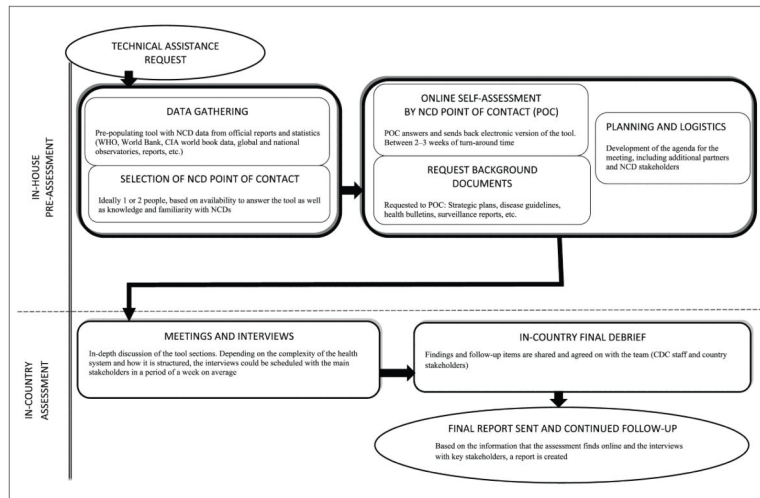 TECHNICAL ASSISTANCE
REQUEST
IN-HOUSE
PRE-ASSESSMENT
DATA GATHERING
Pre-populating tool with NCD data from official reports and statistics
(WHO, World Bank, CIA world book data, global and national
observatories, reports, etc.)
SELECTION OF NCD POINT OF CONTACT
Ideally 1 or 2 people, based on availability to answer the tool as well
as knowledge and familiarity with NCDs
ONLINE SELF-ASSESSMENT
BY NCD POINT OF CONTACT (POC)
POC answers and sends back electronic version of the tool.
Between 2–3 weeks of turn-around time
REQUEST BACKGROUND
DOCUMENTS
Requested to POC: Strategic plans, disease guidelines,
health bulletins, surveillance reports, etc.
PLANNING AND LOGISTICS
Development of the agenda for the
meeting, including additional partners
and NCD stakeholders
IN-COUNTRY
ASSESSMENT
MEETINGS AND INTERVIEWS
In-depth discussion of the tool sections. Depending on the complexity of the health
system and how it is structured, the interviews could be scheduled with the main
stakeholders in a period of a week on average
IN-COUNTRY FINAL DEBRIEF
Findings and follow-up items are shared and agreed on with the team (CDC staff and country
stakeholders)
FINAL REPORT SENT AND CONTINUED FOLLOW-UP
Based on the information that the assessment finds online and the interviews
with key stakeholders, a report is created